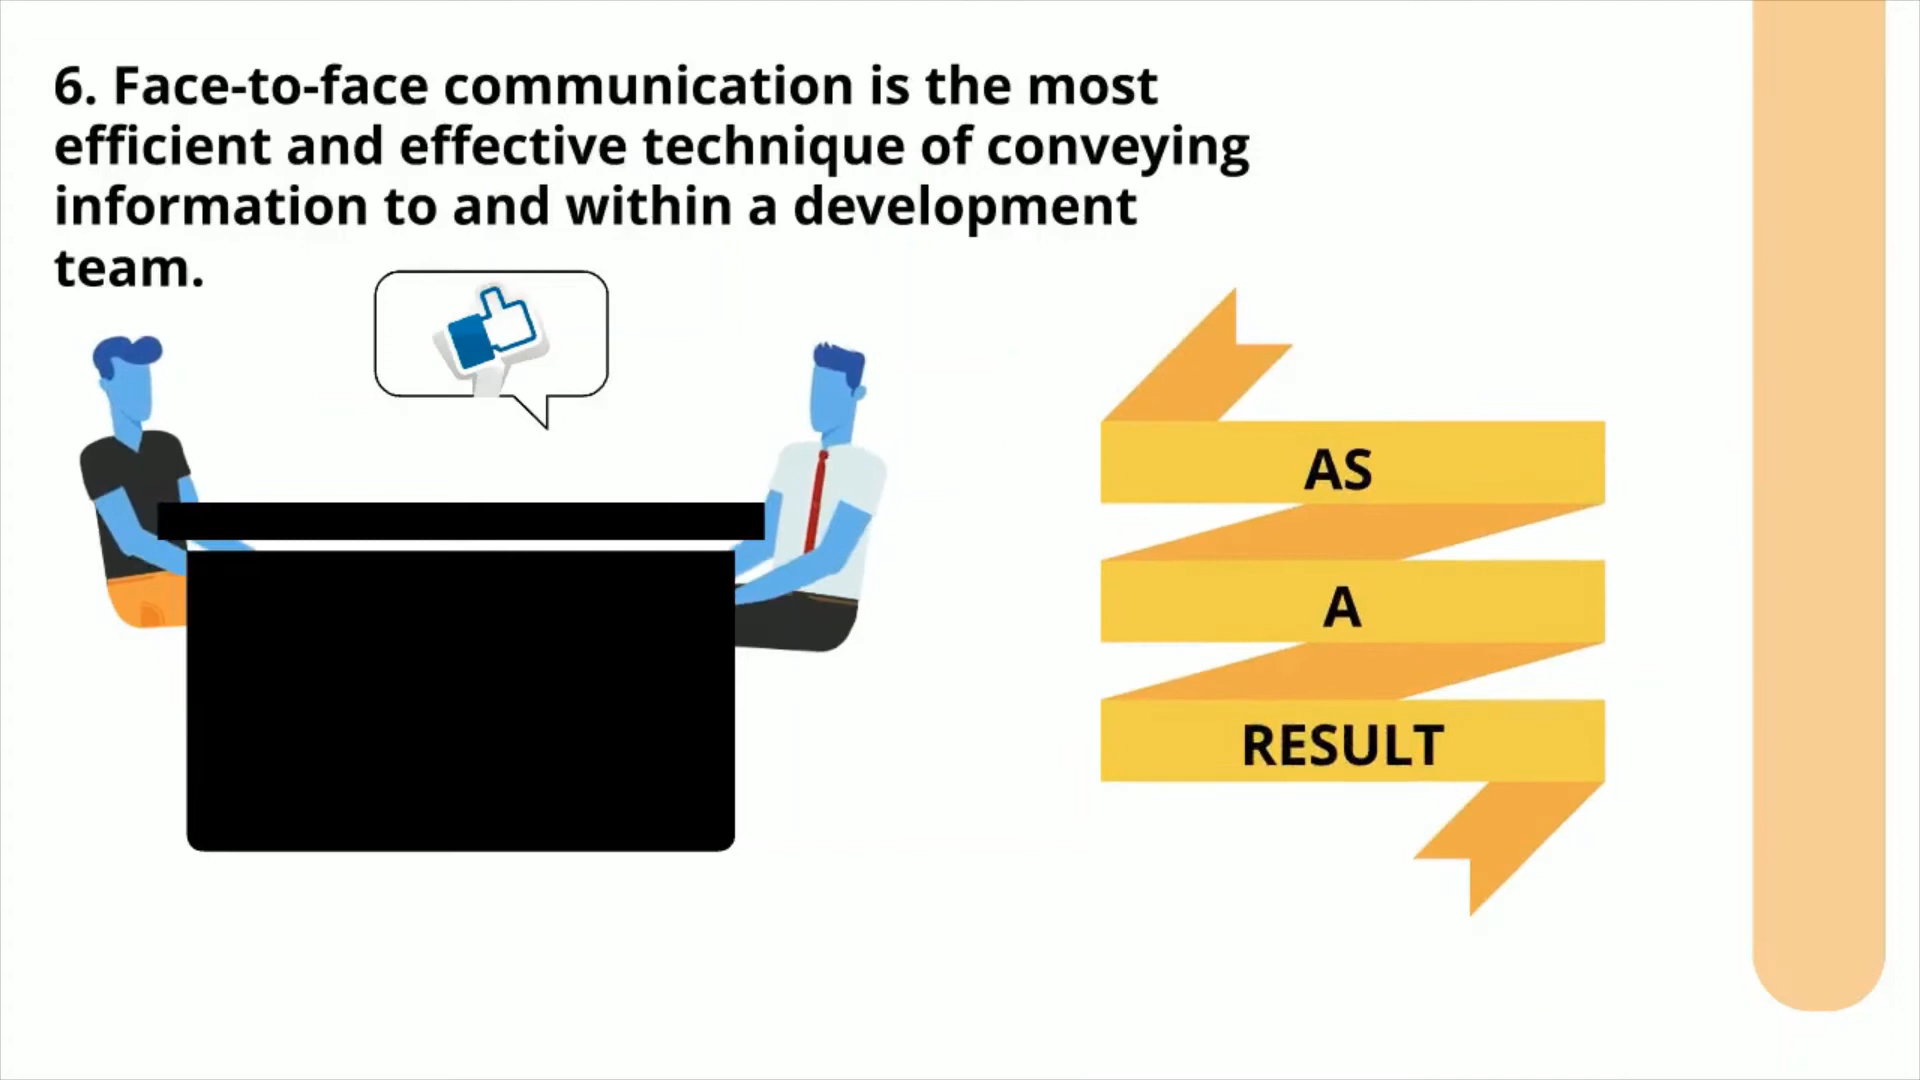 6. Face-to-face communication is the most
efficient and effective technique of conveying
information to and within a development
team.
AS
A
RESULT